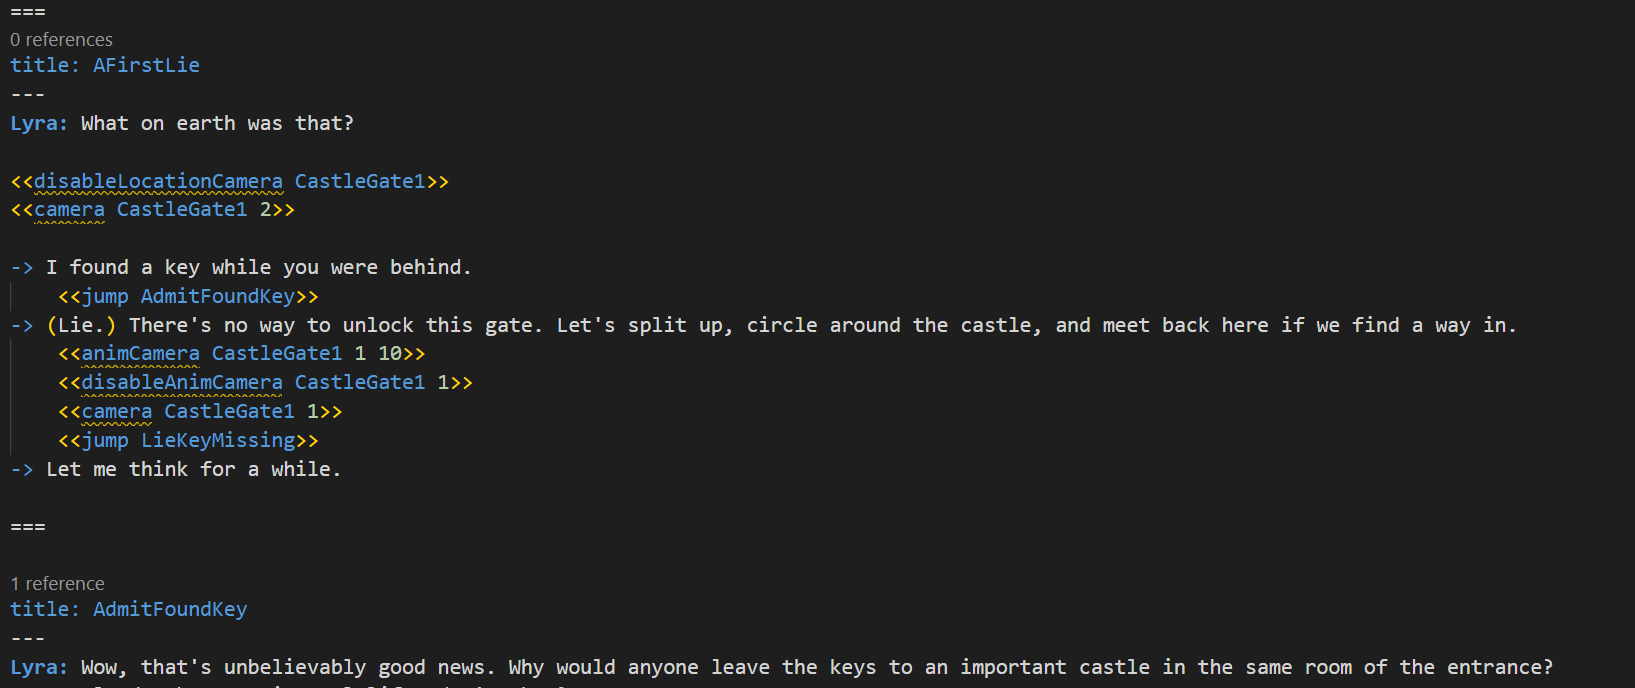 ===
0 references
title: AFirstLie
---
Lyra: What on earth was that?
<<disableLocationCamera CastleGate1>>
<<camera CastleGate1 2>>
-> I found a key while you were behind.
<<jump AdmitFoundKey>>
-> (Lie.) There's no way to unlock this gate. Let's split up, circle around the castle, and meet back here if we find a way in.
<<animCamera CastleGate1 1 10>>
<<disableAnimCamera CastleGate1 1>>
<<camera CastleGate1 1>>
<<jump LieKeyMissing>>
-> Let me think for a while.
===
1 reference
title: AdmitFoundKey
---
Lyra: Wow, that's unbelievably good news. Why would anyone leave the keys to an important castle in the same room of the entrance?